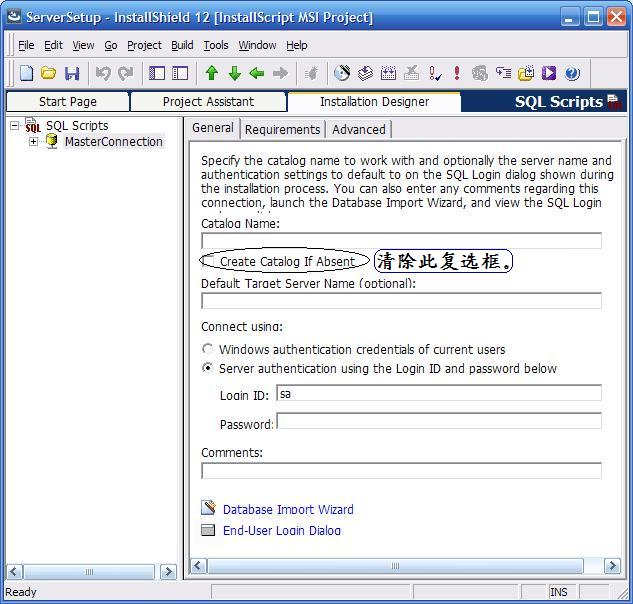 ServerSetup - InstallShield 12 [InstallScript MSI Project]
File Edit View Go Project Build Tools Window Help
Start Page Project Assistant Installation Designer SQL Scripts
SQL Scripts
MasterConnection
General Requirements Advanced
Specify the catalog name to work with and optionally the server name and
authentication settings to default to on the SQL Login dialog shown during
the installation process. You can also enter any comments regarding this
connection, launch the Database Import Wizard, and view the SQL Login
Catalog Name:
Create Catalog If Absent 清除此复选框。
Default Target Server Name (optional):
Connect using:
Windows authentication credentials of current users
Server authentication using the Login ID and password below
Login ID: sa
Password:
Comments:
Database Import Wizard
End-User Login Dialog
Ready INS